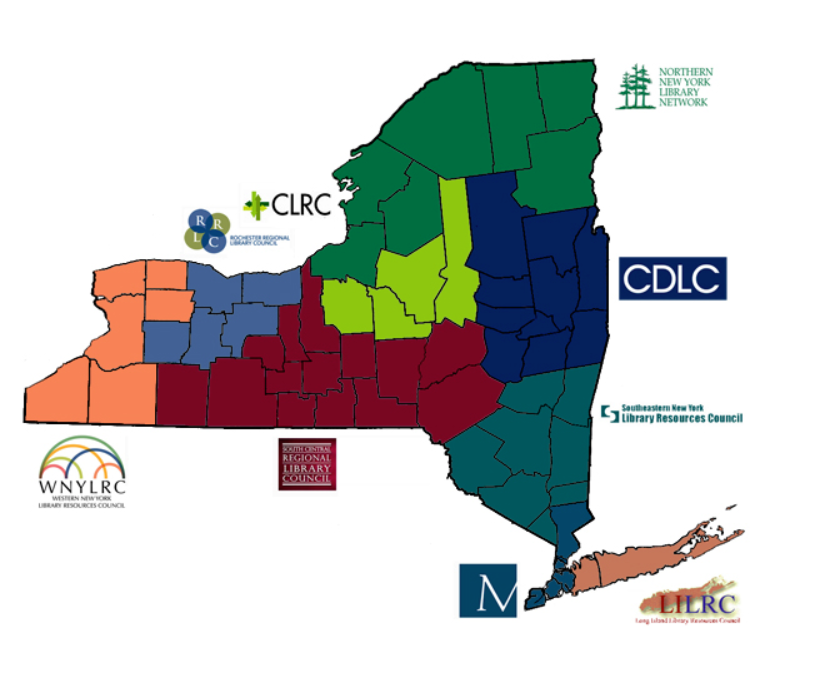 NORTHERN
NEW YORK
LIBRARY
NETWORK
CLRC
R R
L C
ROCHESTER REGIONAL
LIBRARY COUNCIL
CDLC
Southeastern New York
Library Resources Council
WNYLRC
WESTERN NEW YORK
LIBRARY RESOURCES COUNCIL
SOUTH CENTRAL
REGIONAL
LIBRARY
COUNCIL
M
LILRC
Long Island Library Resources Council